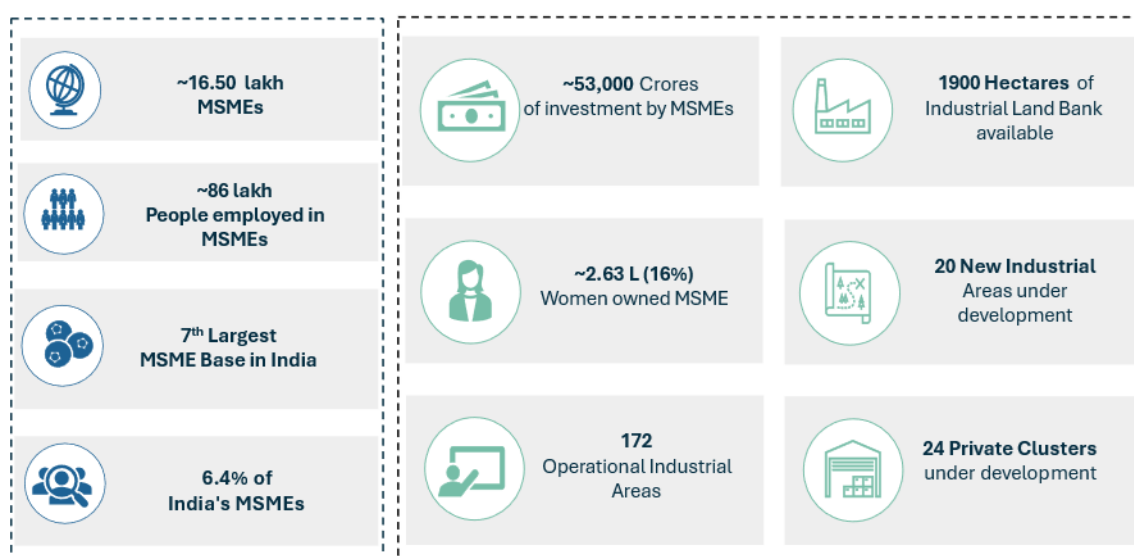 ~16.50 lakh
MSMEs
~86 lakh
People employed in
MSMEs
7th Largest
MSME Base in India
6.4% of
India's MSMEs
~53,000 Crores
of investment by MSMEs
~2.63 L (16%)
Women owned MSME
172
Operational Industrial
Areas
1900 Hectares of
Industrial Land Bank
available
20 New Industrial
Areas under
development
24 Private Clusters
under development